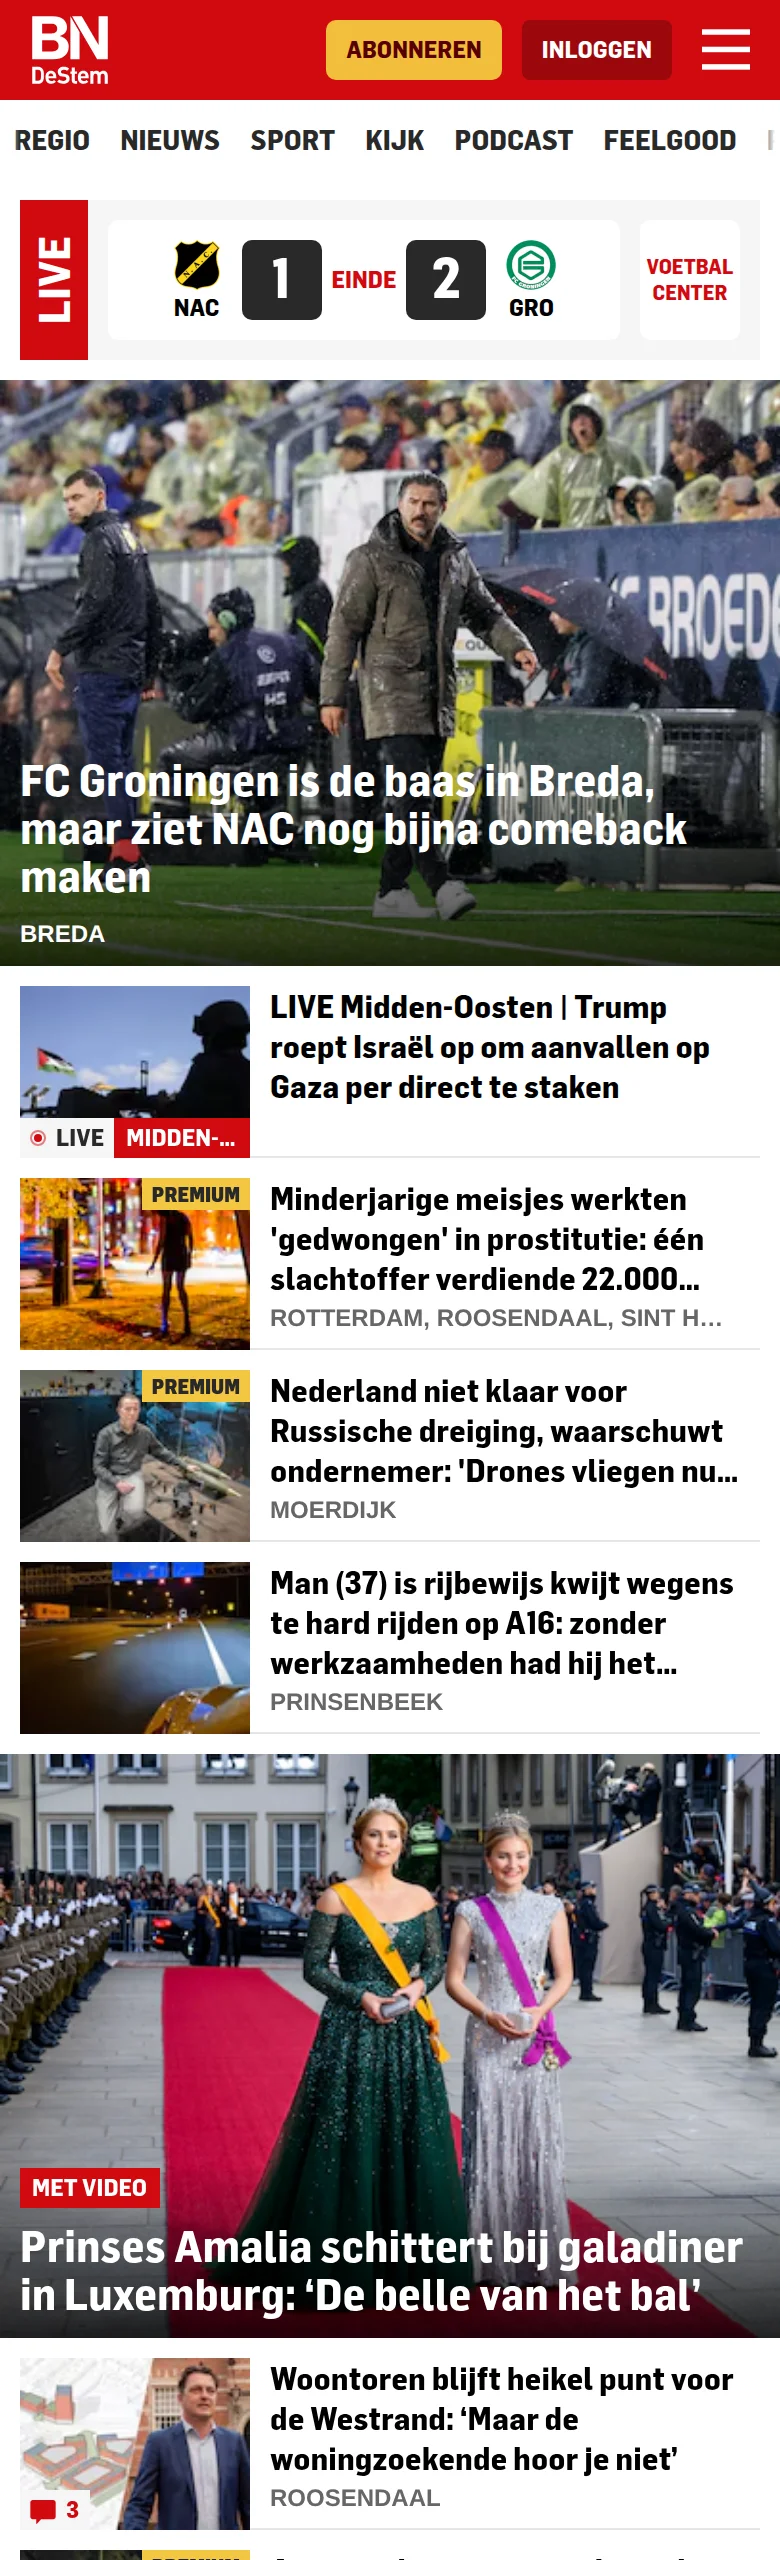 BN
DeStem
ABONNEREN
INLOGGEN
REGIO NIEUWS SPORT KIJK PODCAST FEELGOOD
LIVE
NAC
1
EINDE
2
GRO
VOETBAL
CENTER
BROED
FC Groningen is de baas in Breda,
maar ziet NAC nog bijna comeback
maken
BREDA
LIVE Midden-Oosten | Trump
roept Israël op om aanvallen op
Gaza per direct te staken
LIVE
MIDDEN-...
PREMIUM
Minderjarige meisjes werkten
'gedwongen' in prostitutie: één
slachtoffer verdiende 22.000...
ROTTERDAM, ROOSENDAAL, SINT H...
PREMIUM
Nederland niet klaar voor
Russische dreiging, waarschuwt
ondernemer: 'Drones vliegen nu...
MOERDIJK
Man (37) is rijbewijs kwijt wegens
te hard rijden op A16: zonder
werkzaamheden had hij het...
PRINSENBEEK
MET VIDEO
Prinses Amalia schittert bij galadiner
in Luxemburg: ‘De belle van het bal’
Woontoren blijft heikel punt voor
de Westrand: ‘Maar de
woningzoekende hoor je niet’
ROOSENDAAL
3